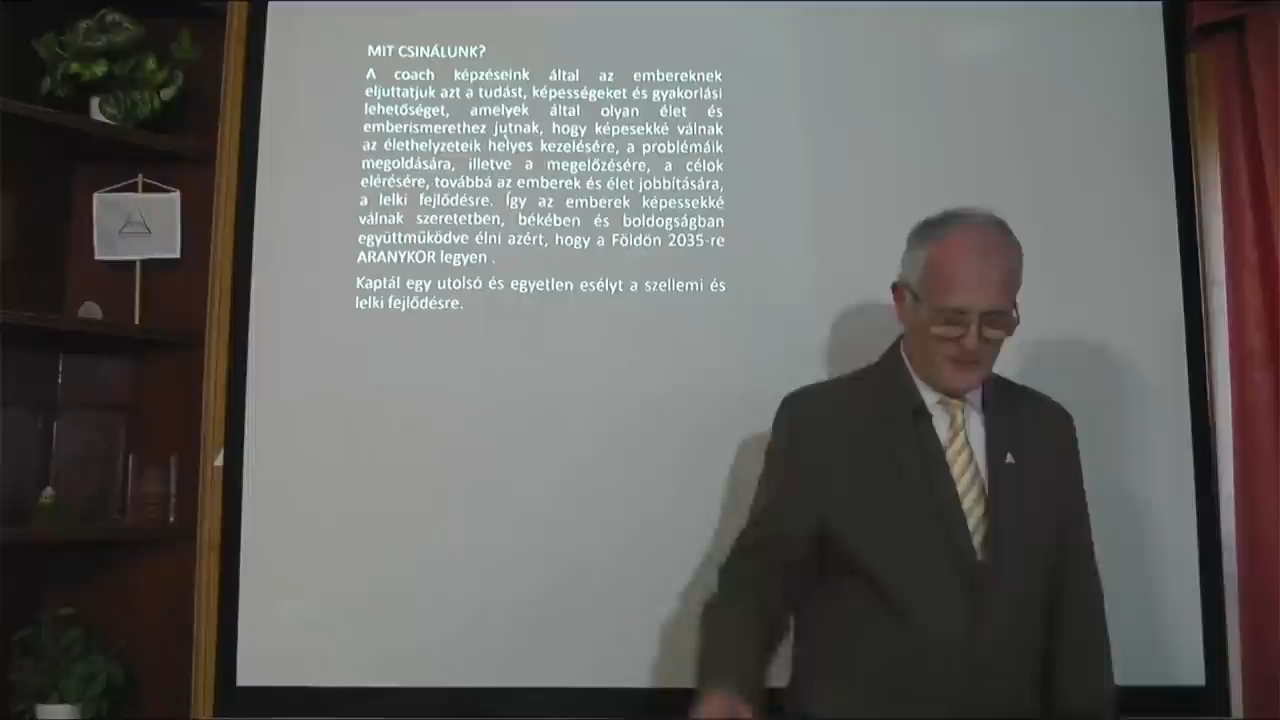 MIT CSINÁLUNK?
A coach képzéseink által az embereknek
eljuttatjuk azt a tudást, képességeket és gyakorlási
lehetőséget, amelyek által olyan élet és
emberismerethez jutnak, hogy képesekké válnak
az élethelyzeteik helyes kezelésére, a problémáik
megoldására, illetve a megelőzésére, a célok
elérésére, továbbá az emberek és élet jobbítására,
a lelki fejlődésre. Így az emberek képessekké
válnak szeretetben, békében és boldogságban
együttműködve élni azért, hogy a Földön 2035-re
ARANYKOR legyen .
Kaptál egy utolsó és egyetlen esélyt a szellemi és
lelki fejlődésre.